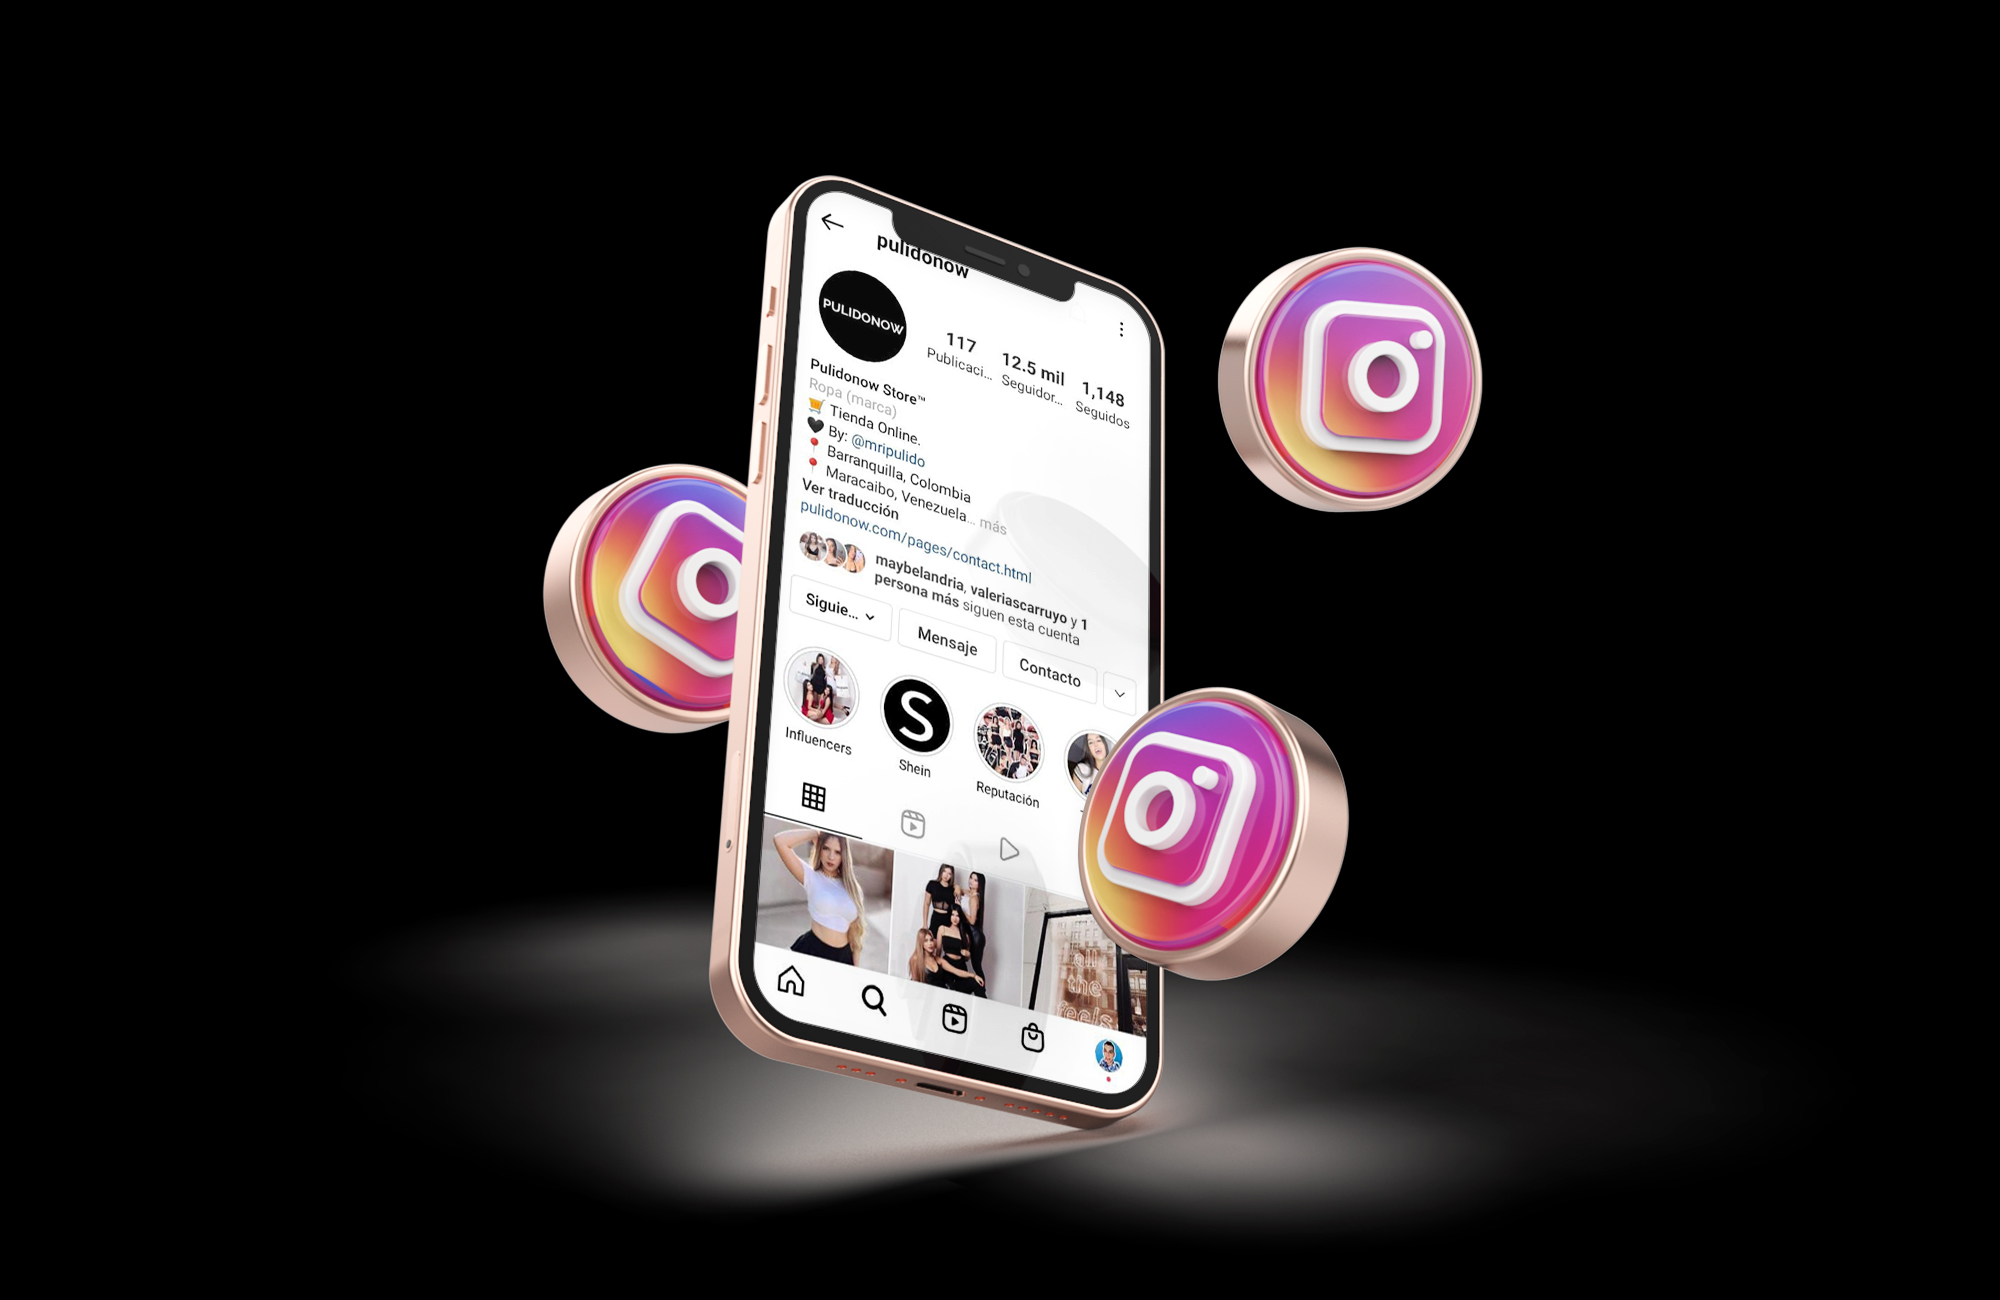 pulidonow
PULIDONOW
117
Publicaci...
12.5 mil
Seguidor...
1,148
Seguidos
Pulidonow Store™
Ropa (marca)
🛒 Tienda Online.
🖤 By: @mripulido
📍 Barranquilla, Colombia
📍 Maracaibo, Venezuela... más
Ver traducción
pulidonow.com/pages/contact.html
maybelandria, valeriascarruyo y 1
persona más siguen esta cuenta
Siguie...
Mensaje
Contacto
S
Influencers
Shein
Reputación
all
the
feels